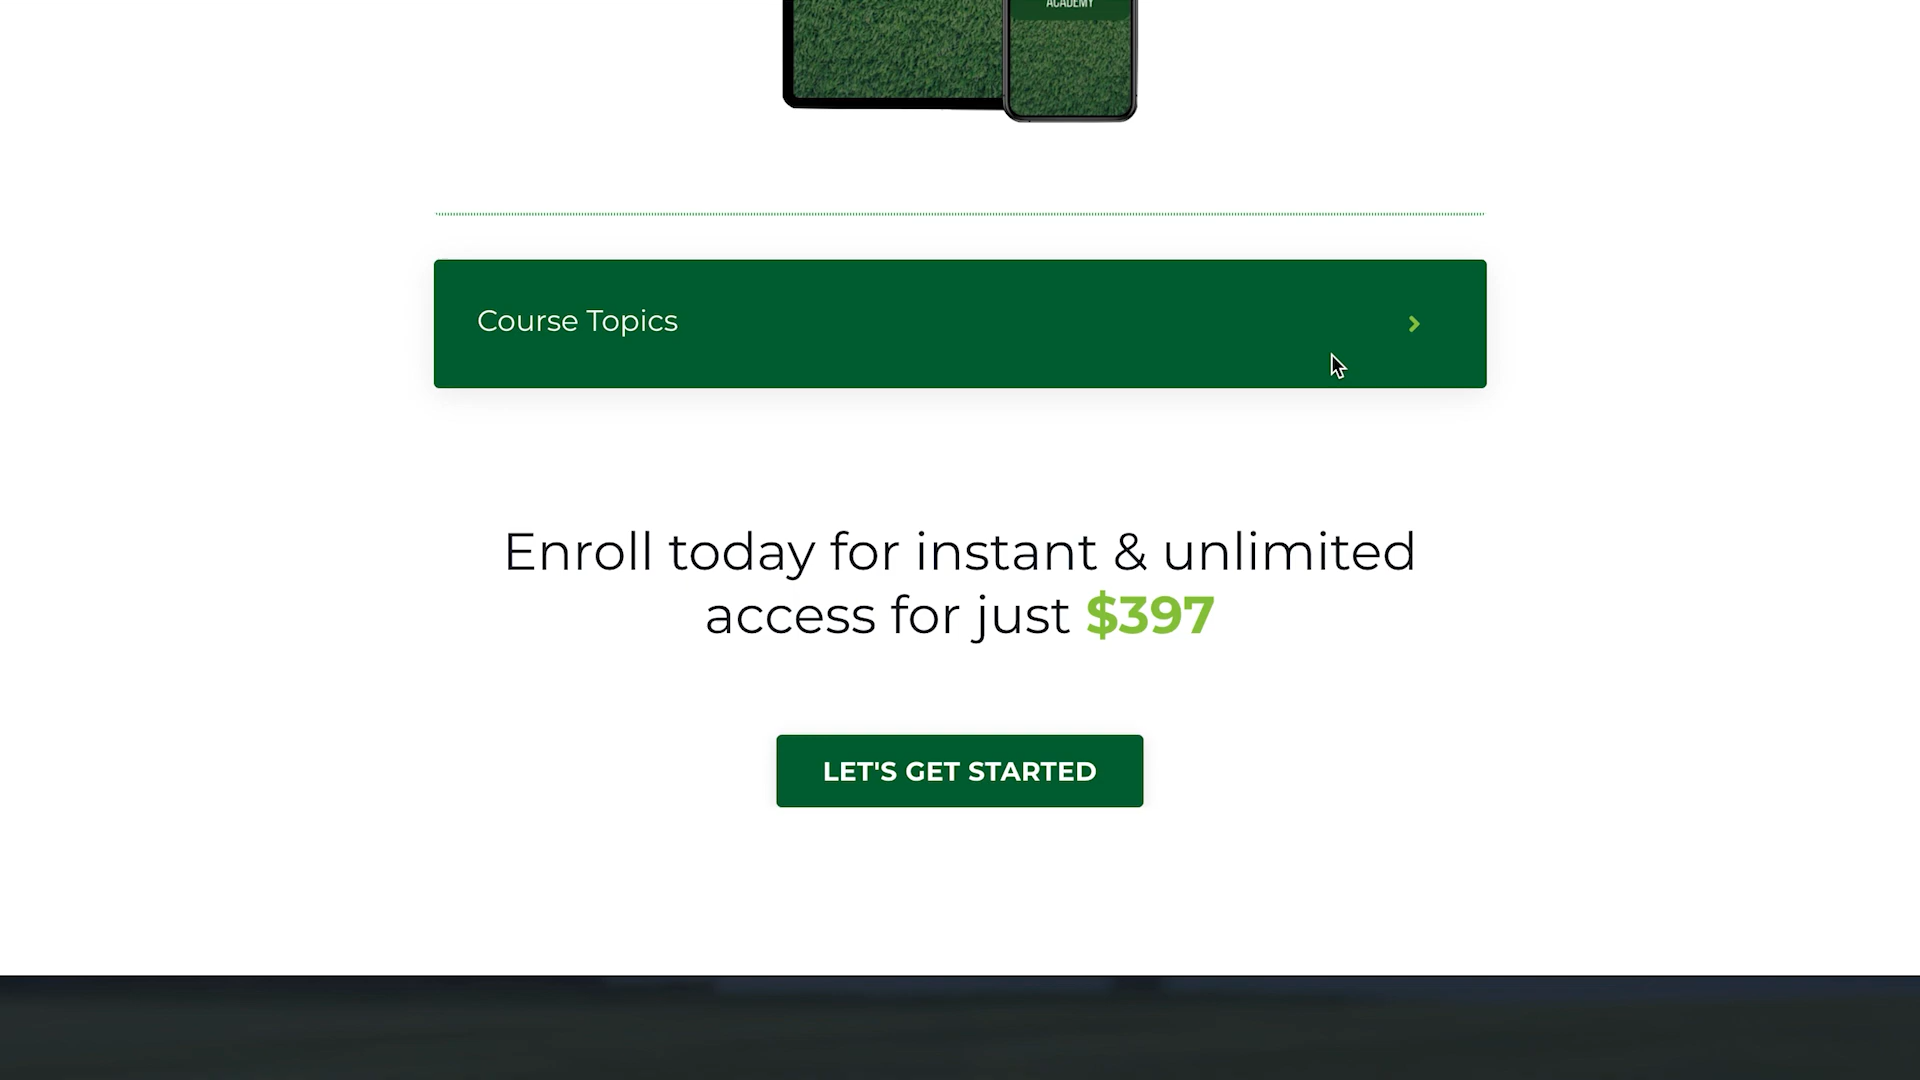 ACADEMY
Course Topics
Enroll today for instant & unlimited
access for just $397
LET'S GET STARTED